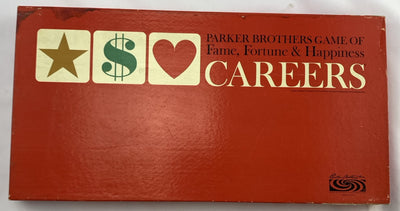 PARKER BROTHERS GAME OF
Fame, Fortune & Happiness
CAREERS
$